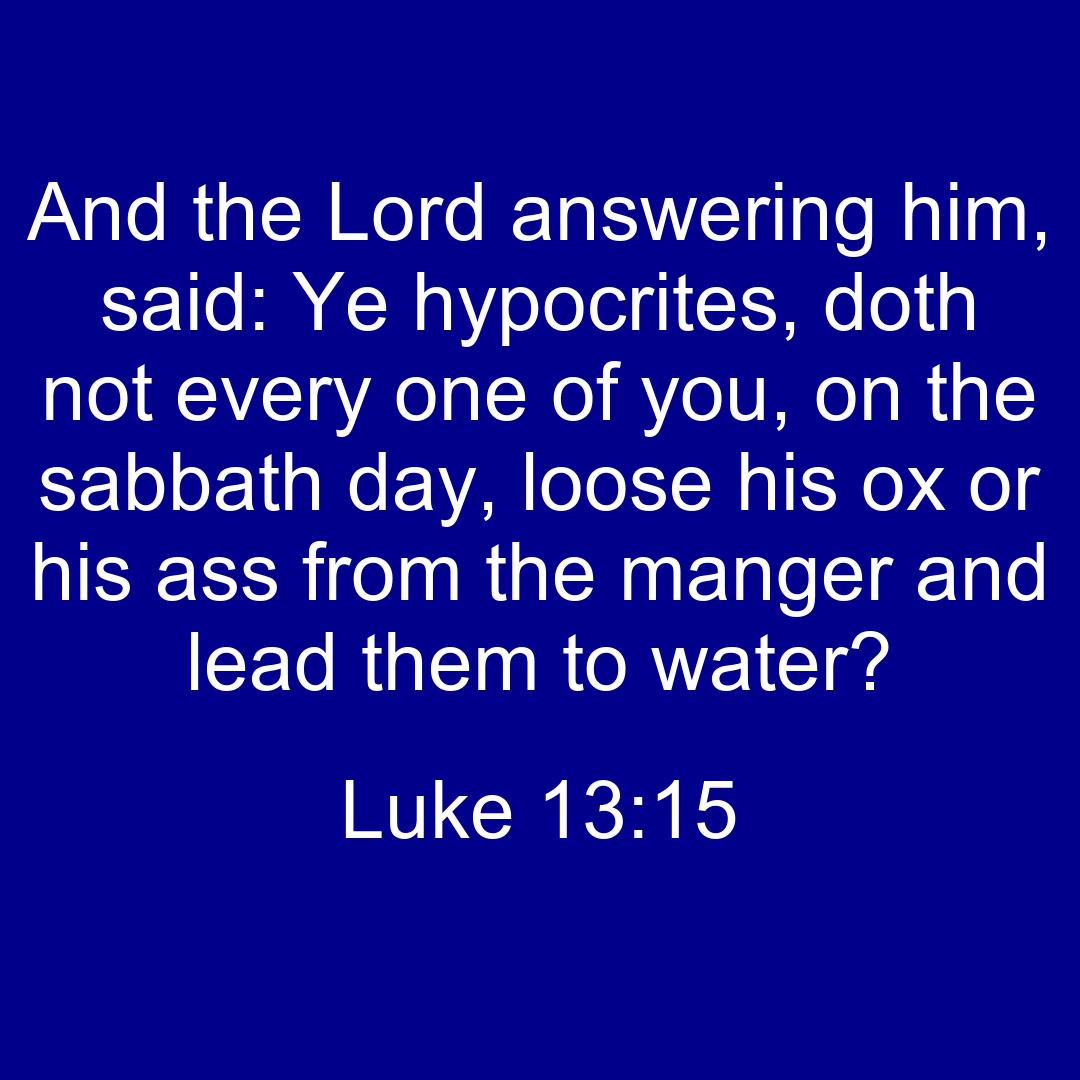 And the Lord answering him,
said: Ye hypocrites, doth
not every one of you, on the
sabbath day, loose his ox or
his ass from the manger and
lead them to water?
Luke 13:15